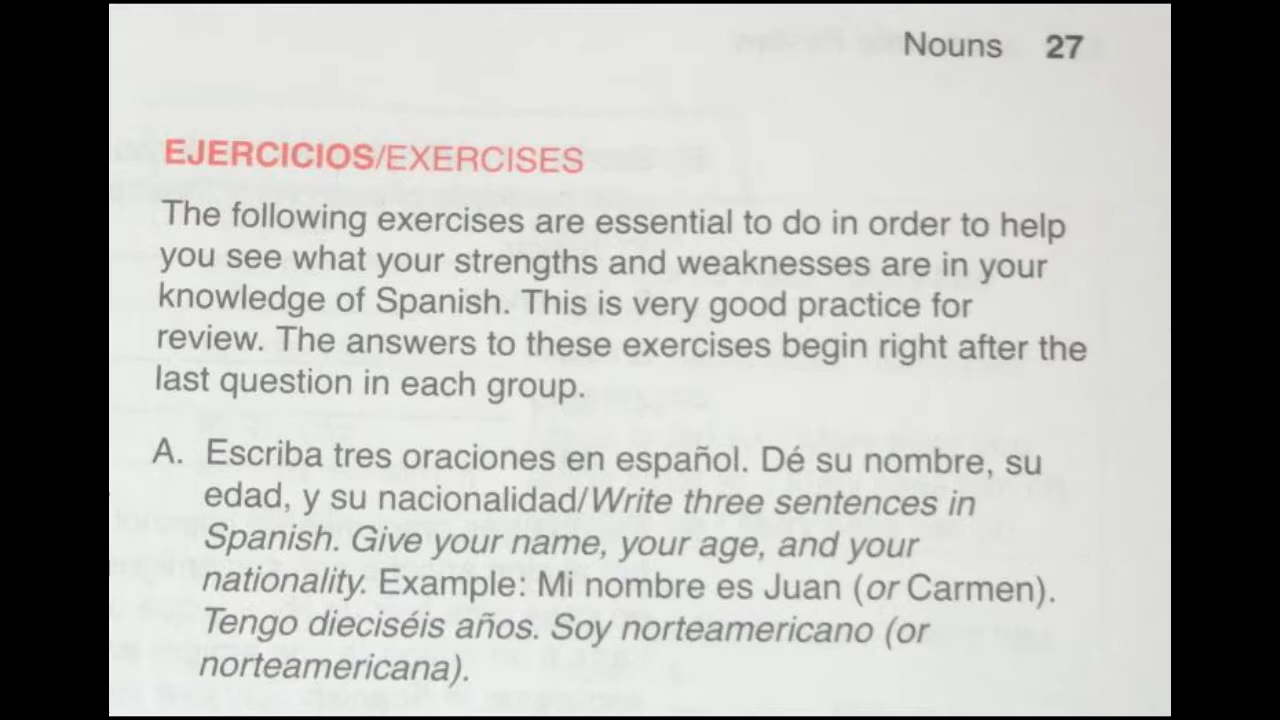 Nouns 27
EJERCICIOS/EXERCISES
The following exercises are essential to do in order to help
you see what your strengths and weaknesses are in your
knowledge of Spanish. This is very good practice for
review. The answers to these exercises begin right after the
last question in each group.
A. Escriba tres oraciones en español. Dé su nombre, su
edad, y su nacionalidad/Write three sentences in
Spanish. Give your name, your age, and your
nationality. Example: Mi nombre es Juan (or Carmen).
Tengo dieciséis años. Soy norteamericano (or
norteamericana).